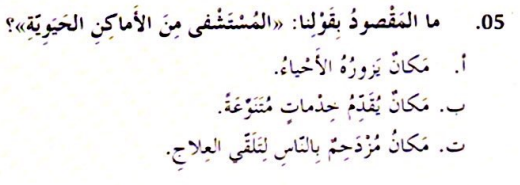 05. ما المَقْصودُ بِقَوْلِنا: «المُسْتَشْفى مِنَ الأَماكِنِ الحَيَوِيَّةِ»؟
أ. مَكانٌ يَزورُهُ الأَحْياءُ.
ب. مَكانٌ يُقَدِّمُ خِدْماتٍ مُتَنَوِّعَةً.
ت. مَكانٌ مُزْدَحِمٌ بِالنّاسِ لِتَلَقّي العِلاجِ.